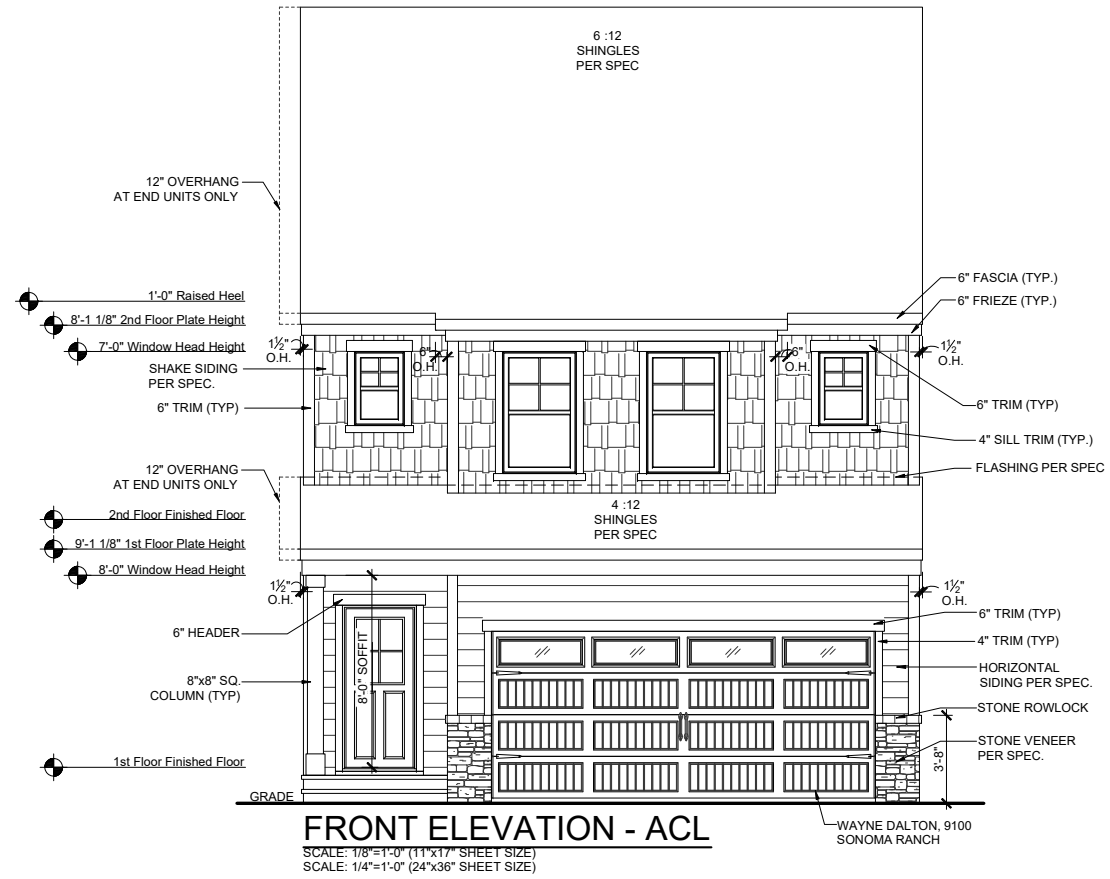 6 :12
SHINGLES
PER SPEC
12" OVERHANG
AT END UNITS ONLY
1'-0" Raised Heel
8'-1 1/8" 2nd Floor Plate Height
7'-0" Window Head Height
SHAKE SIDING
PER SPEC.
6" TRIM (TYP)
12" OVERHANG
AT END UNITS ONLY
2nd Floor Finished Floor
9'-1 1/8" 1st Floor Plate Height
8'-0" Window Head Height
6" HEADER
8"x8" SQ.
COLUMN (TYP)
1st Floor Finished Floor
GRADE
1½"
O.H.
6"
O.H.
6"
O.H.
1½"
O.H.
6" FASCIA (TYP.)
6" FRIEZE (TYP.)
6" TRIM (TYP)
4" SILL TRIM (TYP.)
FLASHING PER SPEC
4 :12
SHINGLES
PER SPEC
1½"
O.H.
8'-0" SOFFIT
1½"
O.H.
6" TRIM (TYP)
4" TRIM (TYP)
HORIZONTAL
SIDING PER SPEC.
STONE ROWLOCK
STONE VENEER
PER SPEC.
3'-8"
WAYNE DALTON, 9100
SONOMA RANCH
FRONT ELEVATION - ACL
SCALE: 1/8"=1'-0" (11"x17" SHEET SIZE)
SCALE: 1/4"=1'-0" (24"x36" SHEET SIZE)